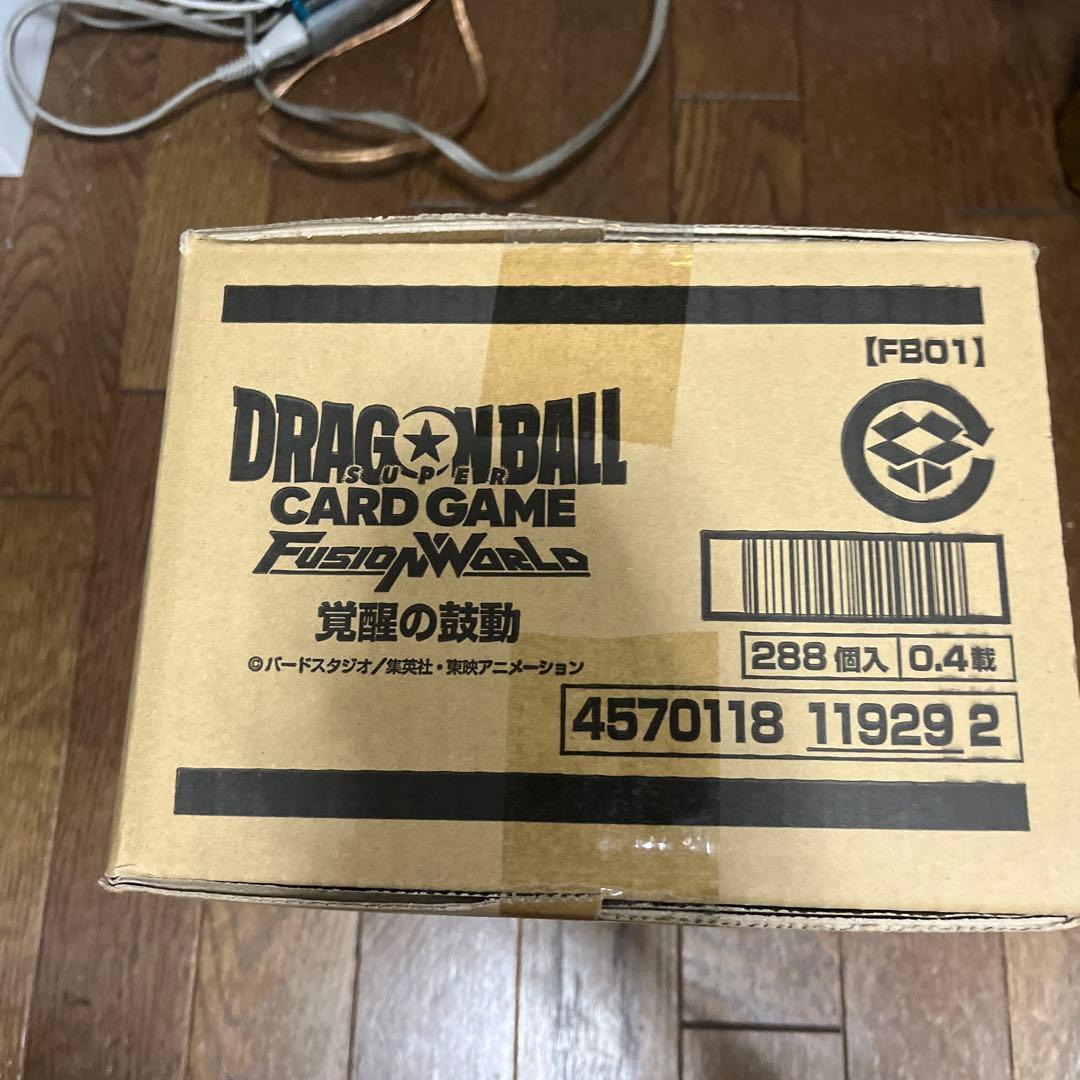 【FB01】
DRAGON BALL
SUPER
CARD GAME
FUSION WORLD
覚醒の鼓動
©バードスタジオ/集英社・東映アニメーション
288個入 0.4載
4570118 11929 2